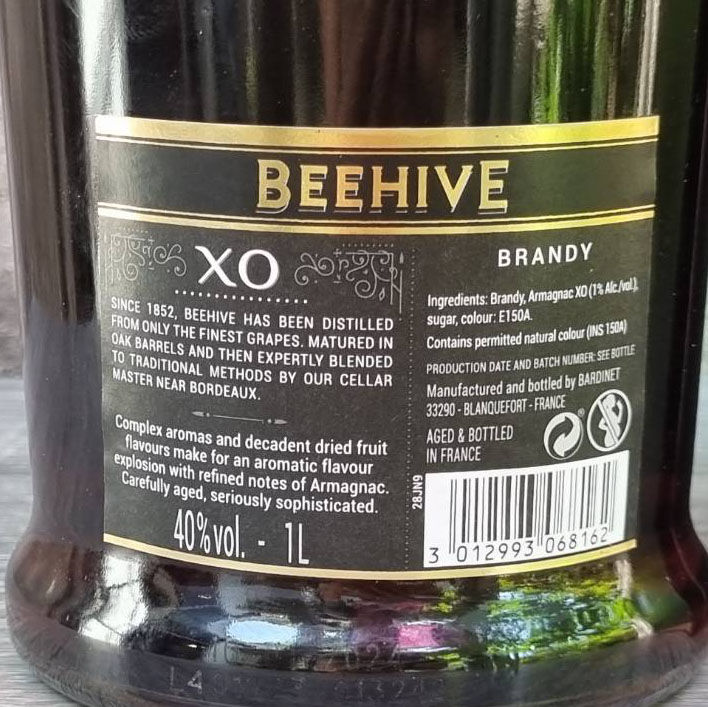 BEEHIVE
XO
SINCE 1852, BEEHIVE HAS BEEN DISTILLED
FROM ONLY THE FINEST GRAPES. MATURED IN
OAK BARRELS AND THEN EXPERTLY BLENDED
TO TRADITIONAL METHODS BY OUR CELLAR
MASTER NEAR BORDEAUX.
Complex aromas and decadent dried fruit
flavours make for an aromatic flavour
explosion with refined notes of Armagnac.
Carefully aged, seriously sophisticated.
40%vol. - 1L
BRANDY
Ingredients: Brandy, Armagnac XO (1% Alc./vol.),
sugar, colour: E150A.
Contains permitted natural colour (INS 150A)
PRODUCTION DATE AND BATCH NUMBER: SEE BOTTLE
Manufactured and bottled by BARDINET
33290 - BLANQUEFORT - FRANCE
AGED & BOTTLED
IN FRANCE
28JN9
3 012993 068162